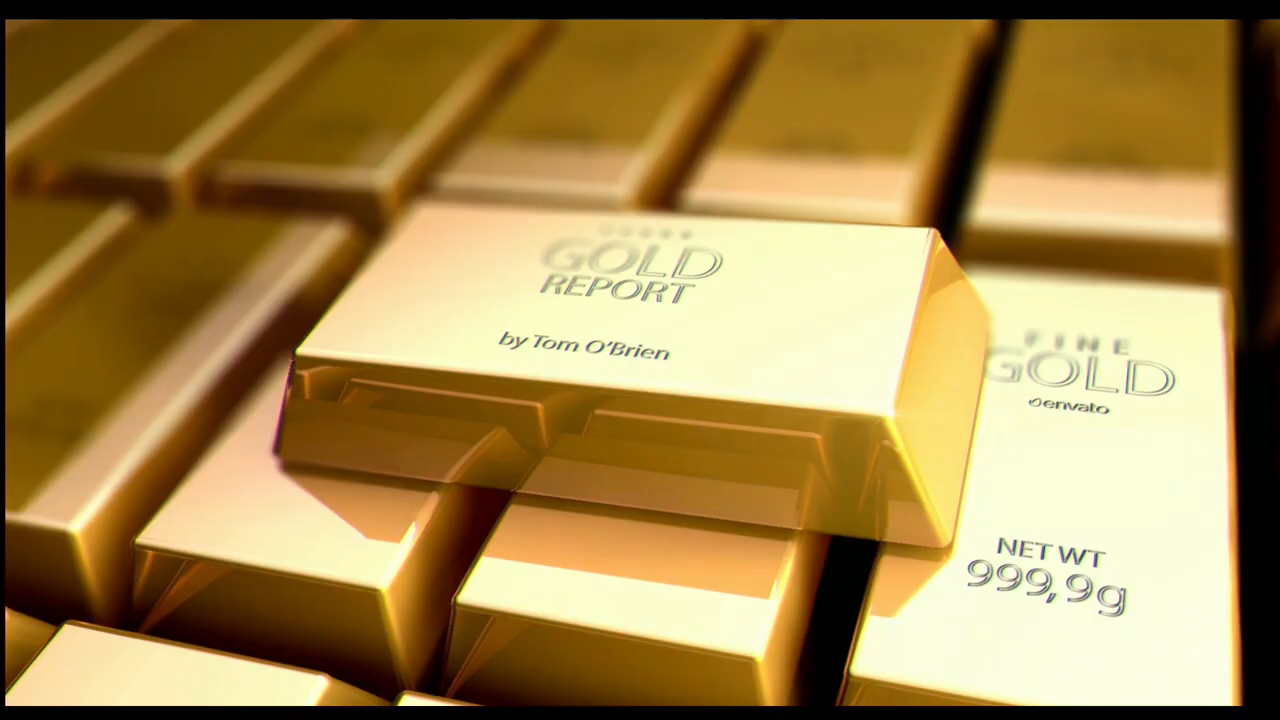 GOLD
REPORT
by Tom O'Brien
FINE
GOLD
envato
NET WT
999,9g